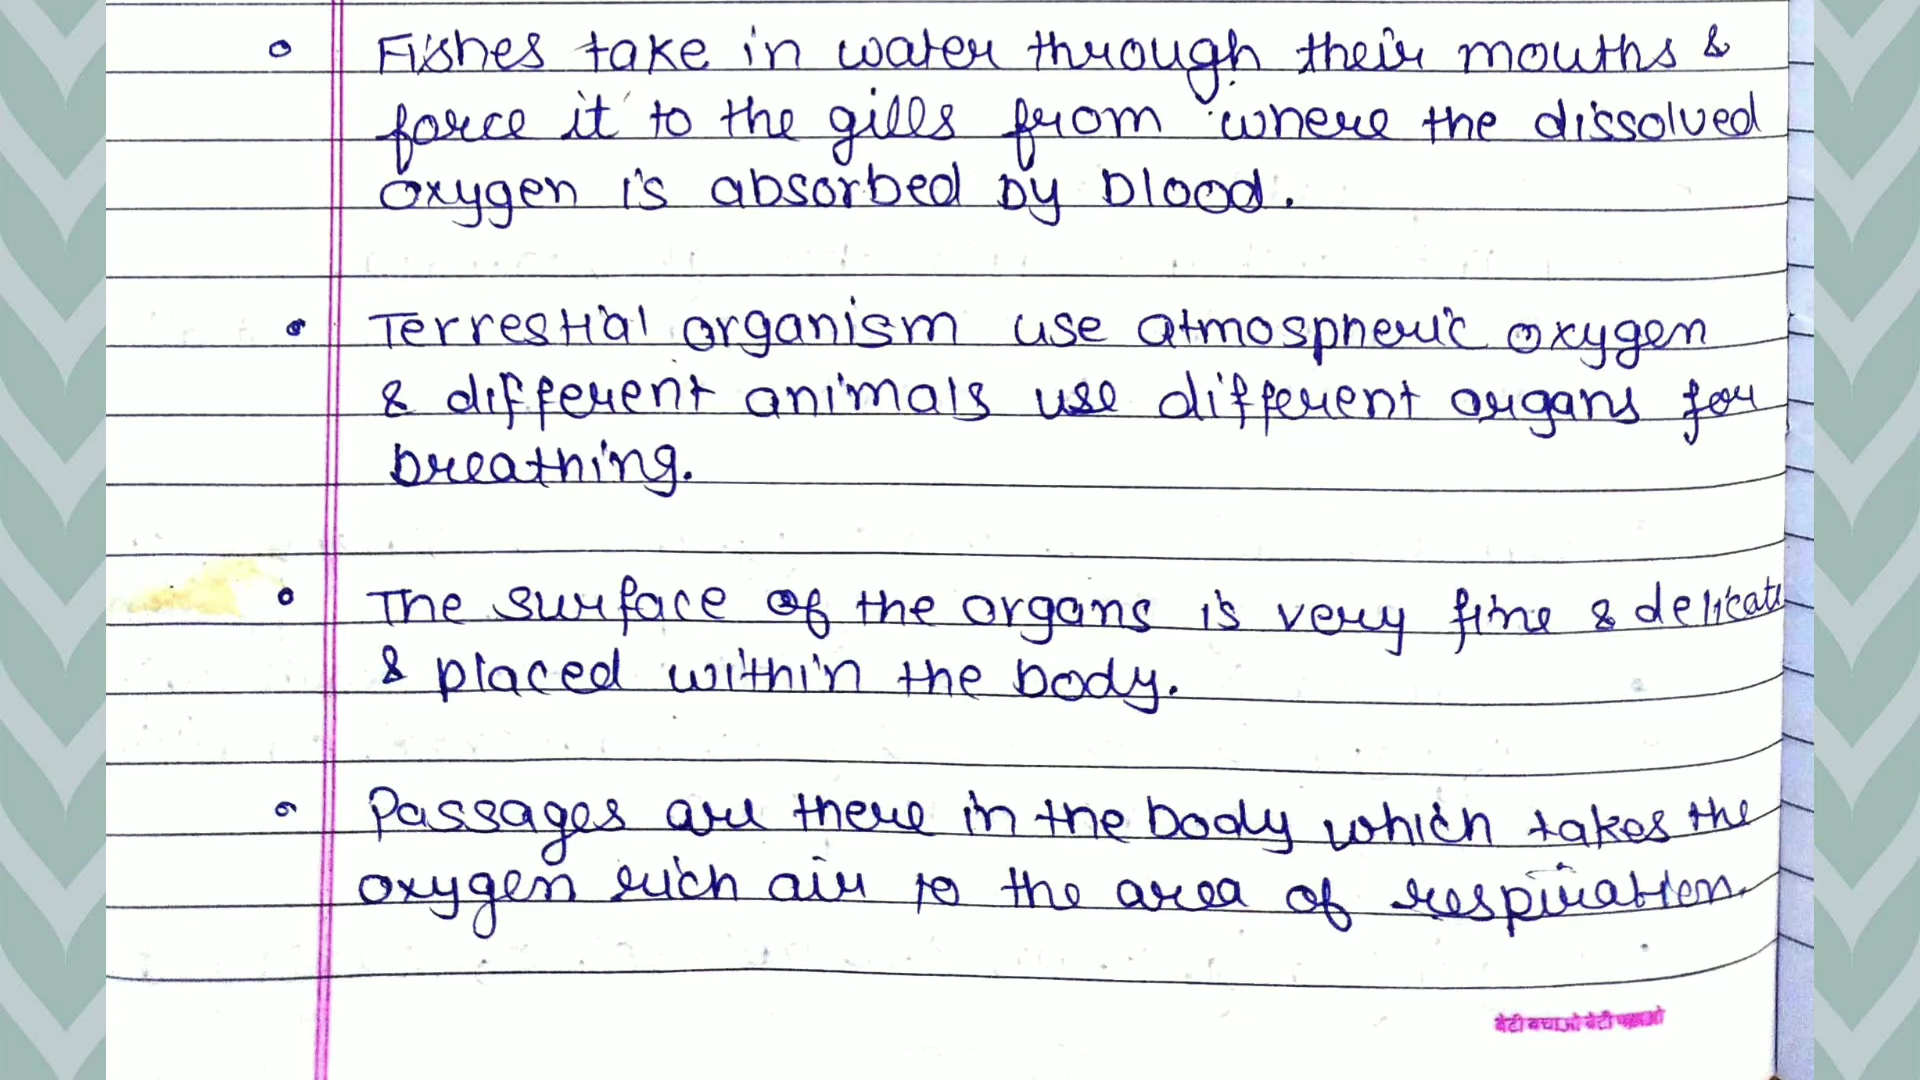 Fishes take in water through their mouths &
force it to the gills from where the dissolved
oxygen is absorbed by blood.
Terrestrial organism use atmospheric oxygen
& different animals use different organs for
breathing.
The surface of the organs is very fine & delicate
& placed within the body.
Passages are there in the body which takes the
oxygen rich air to the area of respiration.
बेटी बचाओ बेटी पढ़ाओ